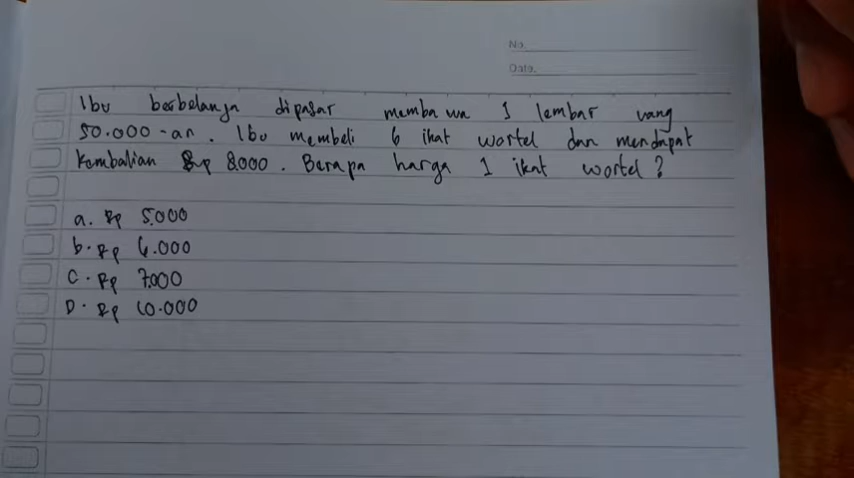 No.
Date.
Ibu berbelanja dipasar membawa 1 lembar uang
50.000-an. Ibu membeli 6 ikat wortel dan mendapat
kembalian Rp 8.000. Berapa harga 1 ikat wortel?
a. Rp 5.000
b. Rp 6.000
C. Rp 7.000
D. Rp 10.000